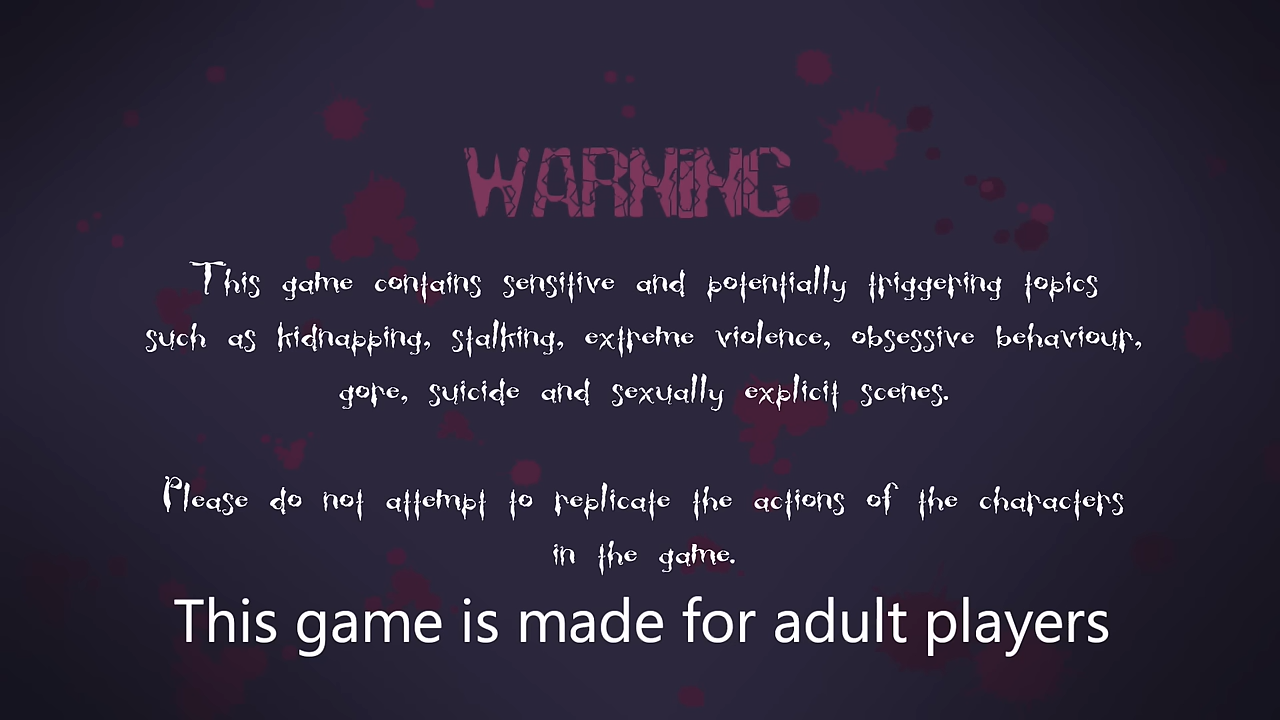 WARNING
This game contains sensitive and potentially triggering topics
such as kidnapping, stalking, extreme violence, obsessive behaviour,
gore, suicide and sexually explicit scenes.
Please do not attempt to replicate the actions of the characters
in the game.
This game is made for adult players